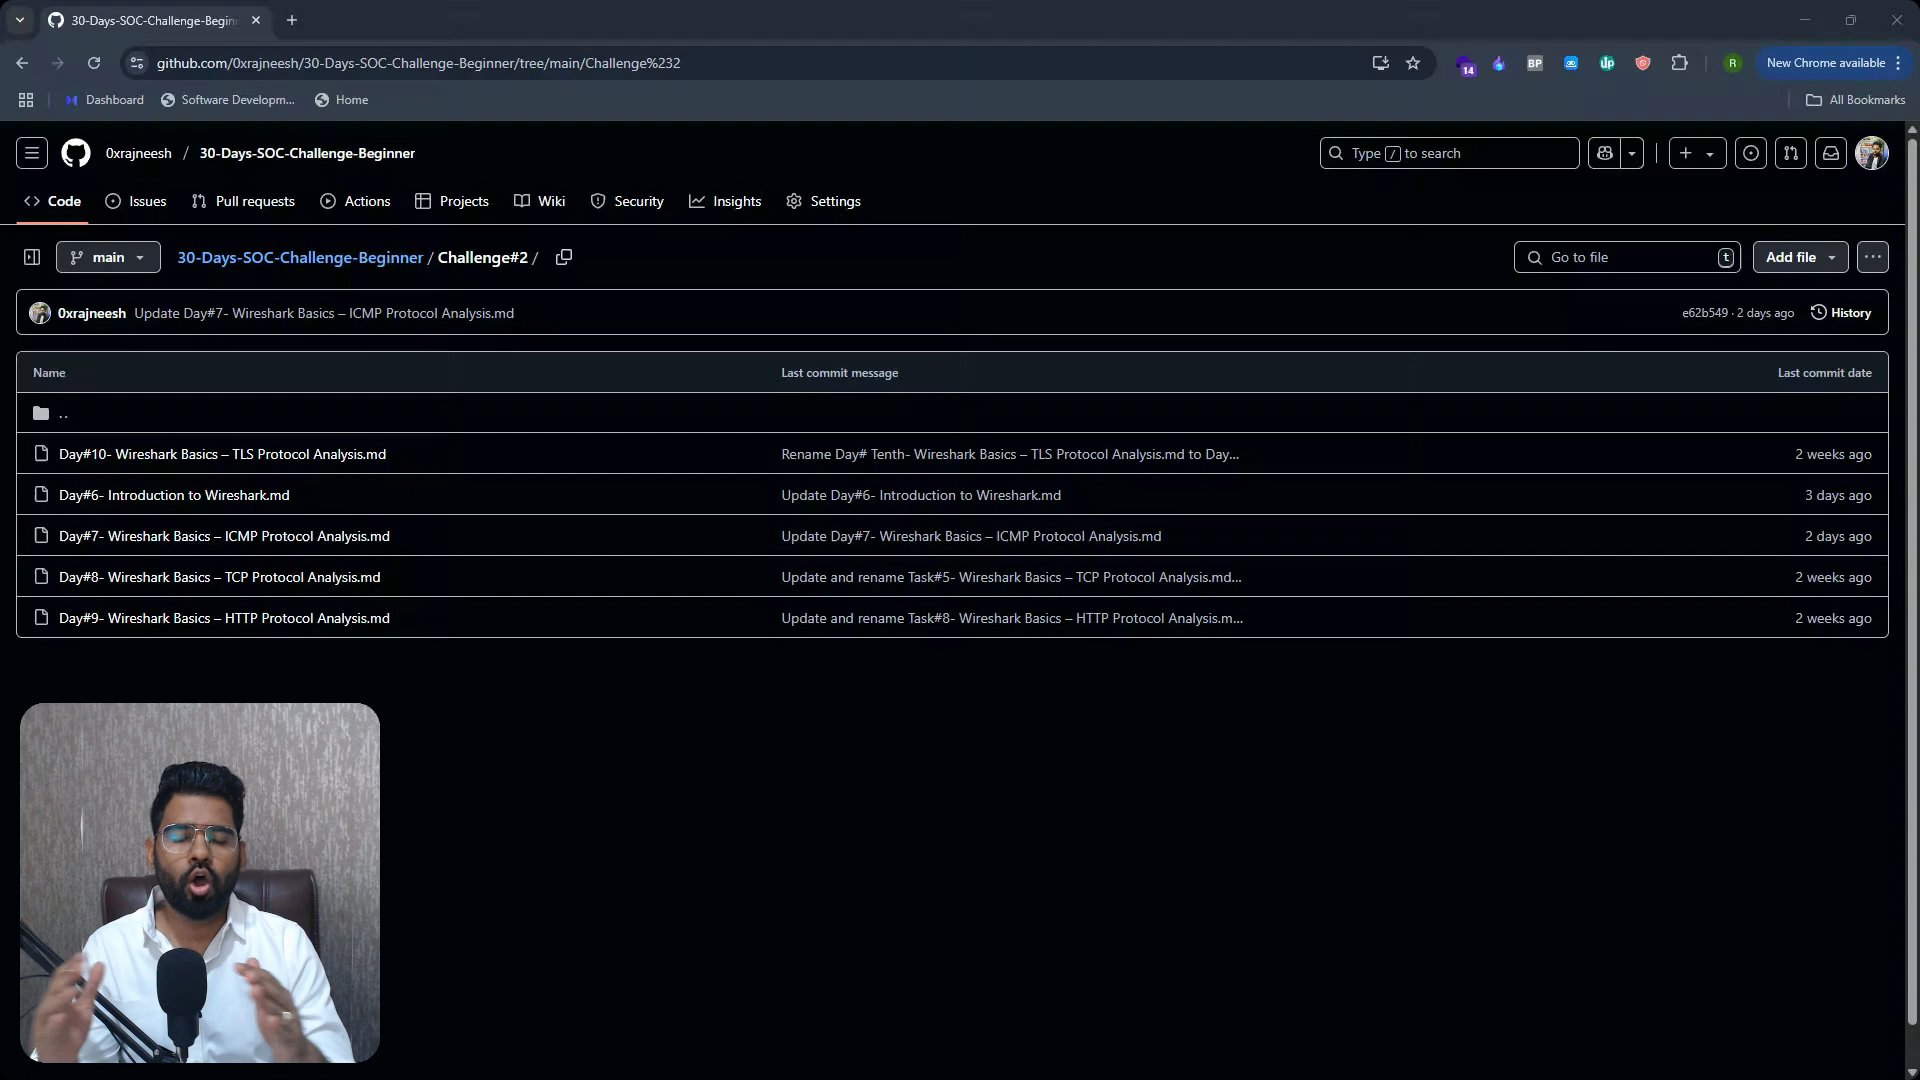 30-Days-SOC-Challenge-Begin
github.com/0xrajneesh/30-Days-SOC-Challenge-Beginner/tree/main/Challenge%232
14
BP
up
R
New Chrome available
Dashboard
Software Developm...
Home
All Bookmarks
0xrajneesh / 30-Days-SOC-Challenge-Beginner
Type / to search
Code
Issues
Pull requests
Actions
Projects
Wiki
Security
Insights
Settings
main
30-Days-SOC-Challenge-Beginner / Challenge#2 /
Go to file
t
Add file
0xrajneesh Update Day#7- Wireshark Basics – ICMP Protocol Analysis.md
e62b549 · 2 days ago
History
Name Last commit message Last commit date
..
Day#10- Wireshark Basics – TLS Protocol Analysis.md Rename Day# Tenth- Wireshark Basics – TLS Protocol Analysis.md to Day... 2 weeks ago
Day#6- Introduction to Wireshark.md Update Day#6- Introduction to Wireshark.md 3 days ago
Day#7- Wireshark Basics – ICMP Protocol Analysis.md Update Day#7- Wireshark Basics – ICMP Protocol Analysis.md 2 days ago
Day#8- Wireshark Basics – TCP Protocol Analysis.md Update and rename Task#5- Wireshark Basics – TCP Protocol Analysis.md... 2 weeks ago
Day#9- Wireshark Basics – HTTP Protocol Analysis.md Update and rename Task#8- Wireshark Basics – HTTP Protocol Analysis.m... 2 weeks ago